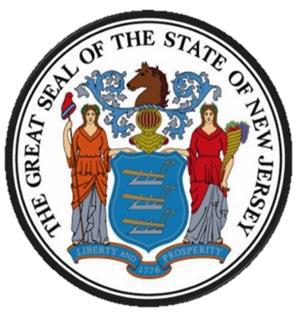 THE GREAT SEAL OF THE STATE OF NEW JERSEY
LIBERTY AND
PROSPERITY
1776